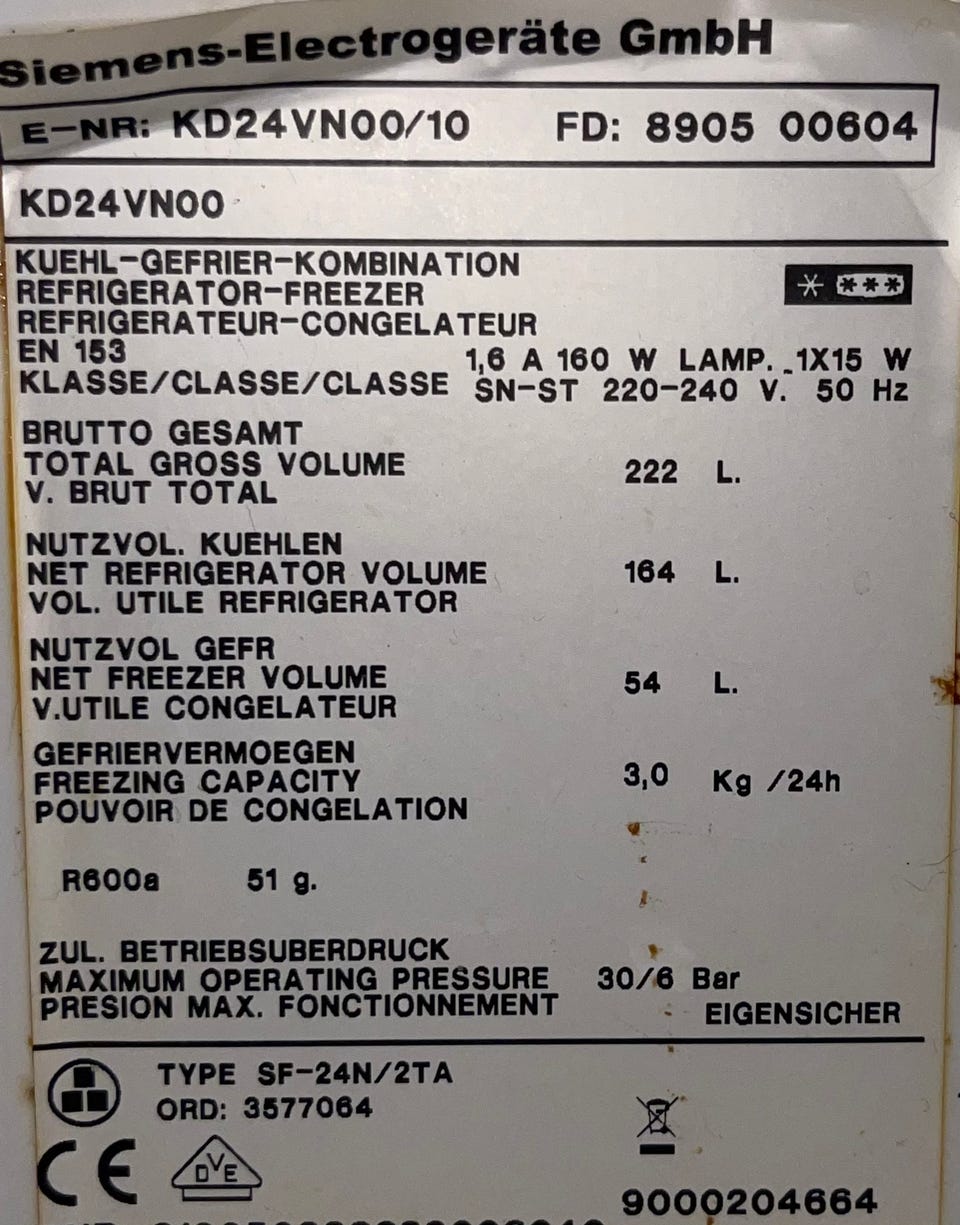 Siemens-Electrogeräte GmbH
E-NR: KD24VN00/10 FD: 8905 00604
KD24VN00
KUEHL-GEFRIER-KOMBINATION
REFRIGERATOR-FREEZER
REFRIGERATEUR-CONGELATEUR
EN 153 1,6 A 160 W LAMP. 1X15 W
KLASSE/CLASSE/CLASSE SN-ST 220-240 V. 50 Hz
BRUTTO GESAMT
TOTAL GROSS VOLUME 222 L.
V. BRUT TOTAL
NUTZVOL. KUEHLEN
NET REFRIGERATOR VOLUME 164 L.
VOL. UTILE REFRIGERATOR
NUTZVOL GEFR
NET FREEZER VOLUME 54 L.
V.UTILE CONGELATEUR
GEFRIERVERMOEGEN
FREEZING CAPACITY 3,0 Kg /24h
POUVOIR DE CONGELATION
R600a 51 g.
ZUL. BETRIEBSUBERDRUCK
MAXIMUM OPERATING PRESSURE 30/6 Bar
PRESION MAX. FONCTIONNEMENT EIGENSICHER
TYPE SF-24N/2TA
ORD: 3577064
CE DVE
9000204664